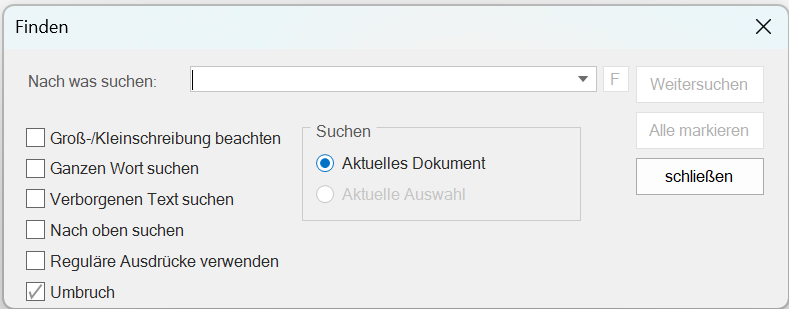 Finden
Nach was suchen:
F
Weitersuchen
Alle markieren
schließen
Groß-/Kleinschreibung beachten
Ganzen Wort suchen
Verborgenen Text suchen
Nach oben suchen
Reguläre Ausdrücke verwenden
Umbruch
Suchen
Aktuelles Dokument
Aktuelle Auswahl